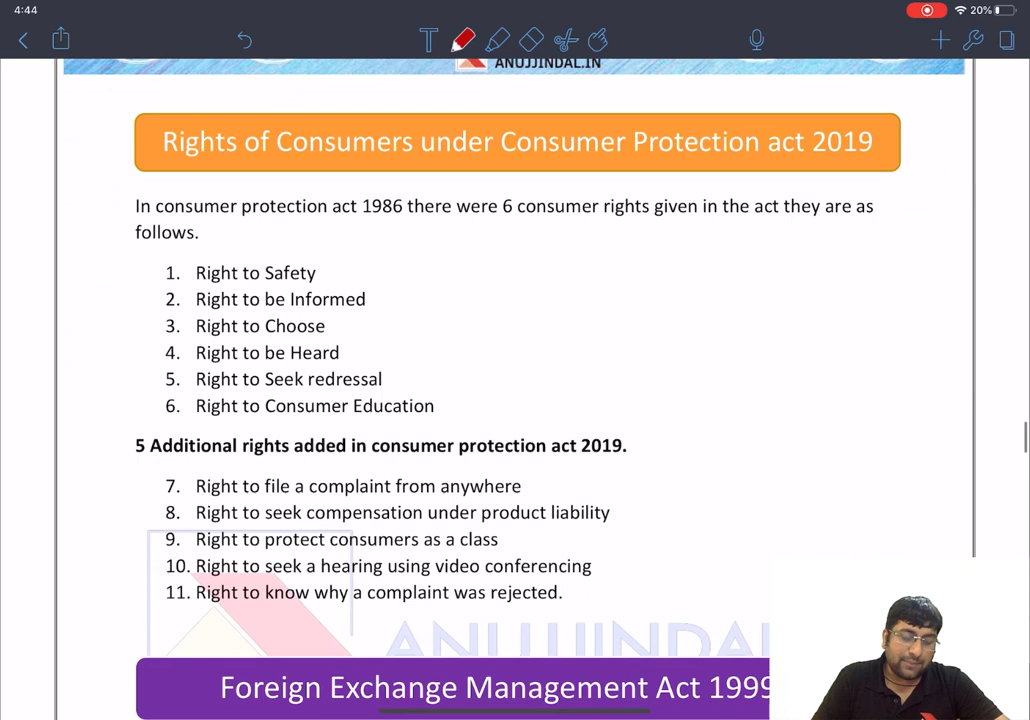 4:44
20%
T
ANUJJINDAL.IN
Rights of Consumers under Consumer Protection act 2019
In consumer protection act 1986 there were 6 consumer rights given in the act they are as
follows.
1. Right to Safety
2. Right to be Informed
3. Right to Choose
4. Right to be Heard
5. Right to Seek redressal
6. Right to Consumer Education
5 Additional rights added in consumer protection act 2019.
7. Right to file a complaint from anywhere
8. Right to seek compensation under product liability
9. Right to protect consumers as a class
10. Right to seek a hearing using video conferencing
11. Right to know why a complaint was rejected.
ANUJJINDAL
Foreign Exchange Management Act 1999